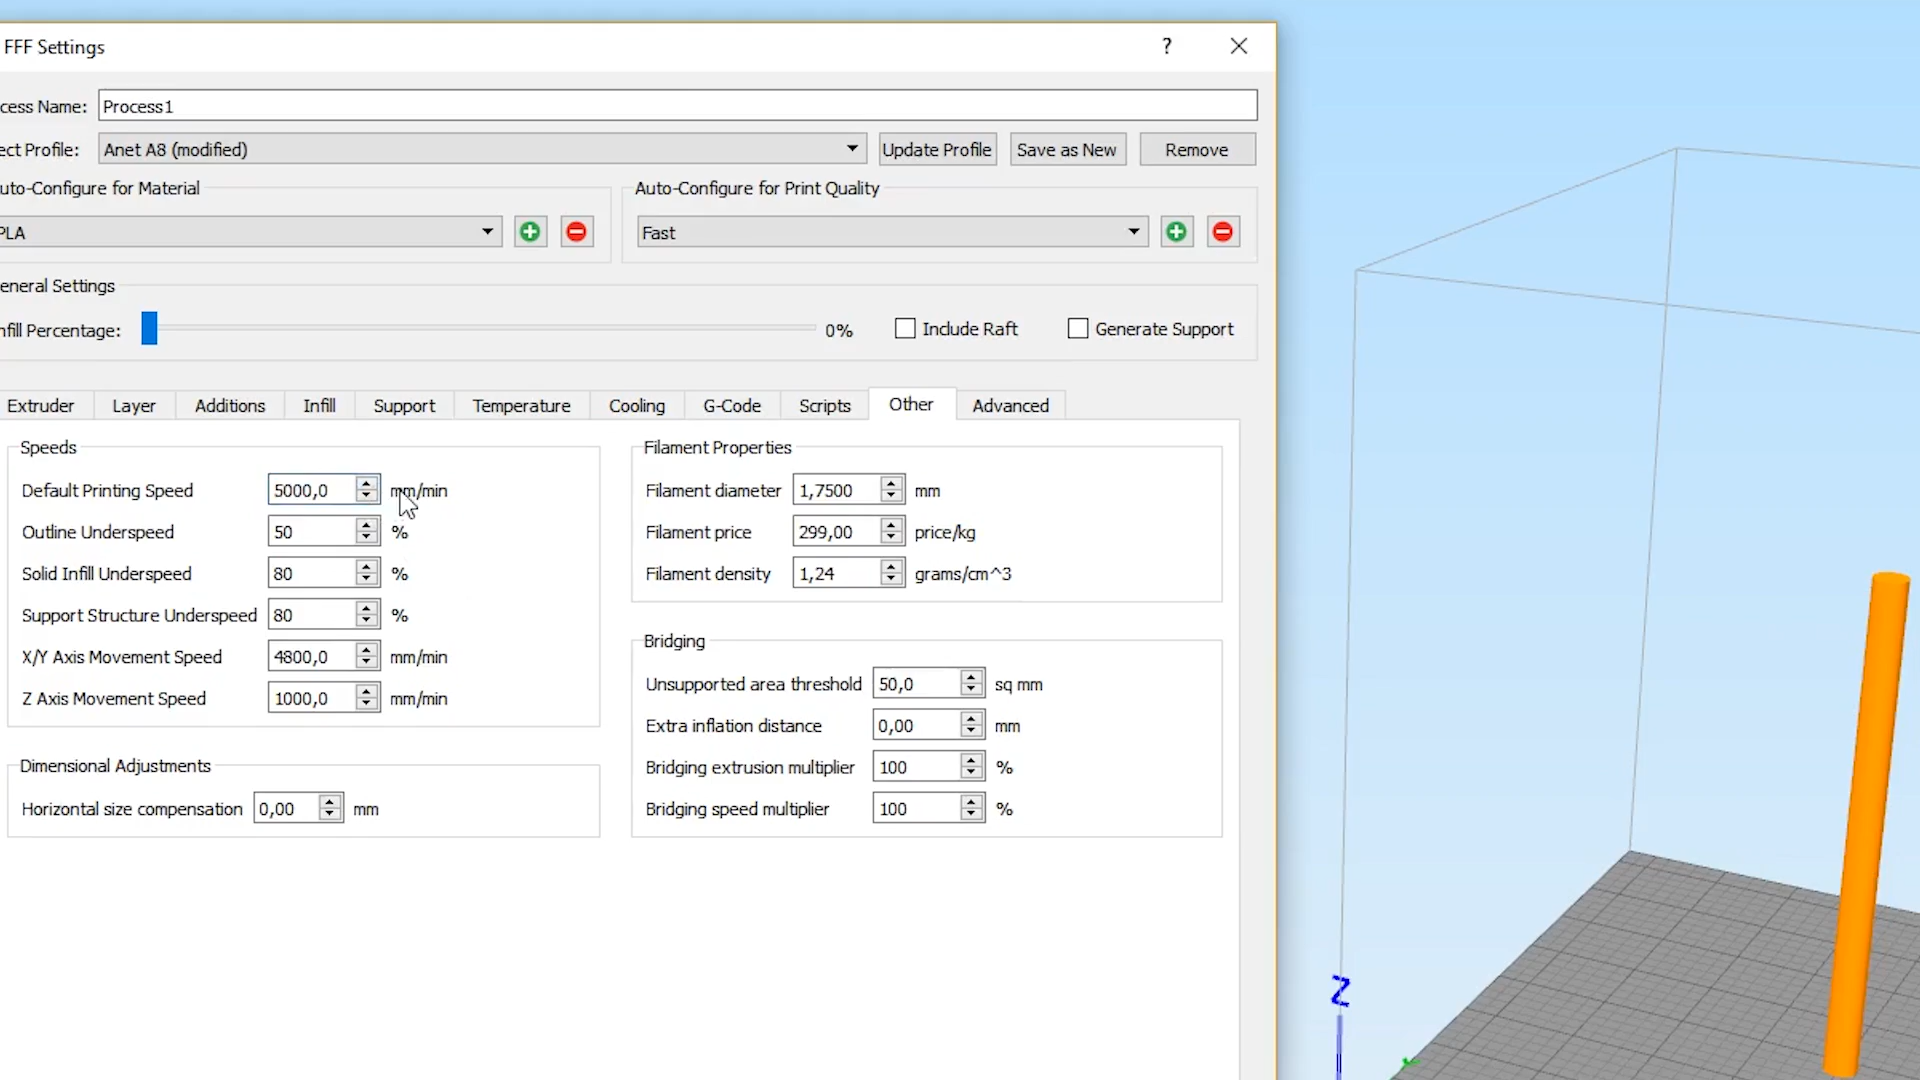 FFF Settings
?
cess Name: Process1
ect Profile: Anet A8 (modified) Update Profile Save as New Remove
uto-Configure for Material Auto-Configure for Print Quality
PLA Fast
eneral Settings
nfill Percentage: 0% Include Raft Generate Support
Extruder Layer Additions Infill Support Temperature Cooling G-Code Scripts Other Advanced
Speeds
Default Printing Speed 5000,0 mm/min
Outline Underspeed 50 %
Solid Infill Underspeed 80 %
Support Structure Underspeed 80 %
X/Y Axis Movement Speed 4800,0 mm/min
Z Axis Movement Speed 1000,0 mm/min
Dimensional Adjustments
Horizontal size compensation 0,00 mm
Filament Properties
Filament diameter 1,7500 mm
Filament price 299,00 price/kg
Filament density 1,24 grams/cm^3
Bridging
Unsupported area threshold 50,0 sq mm
Extra inflation distance 0,00 mm
Bridging extrusion multiplier 100 %
Bridging speed multiplier 100 %
Z